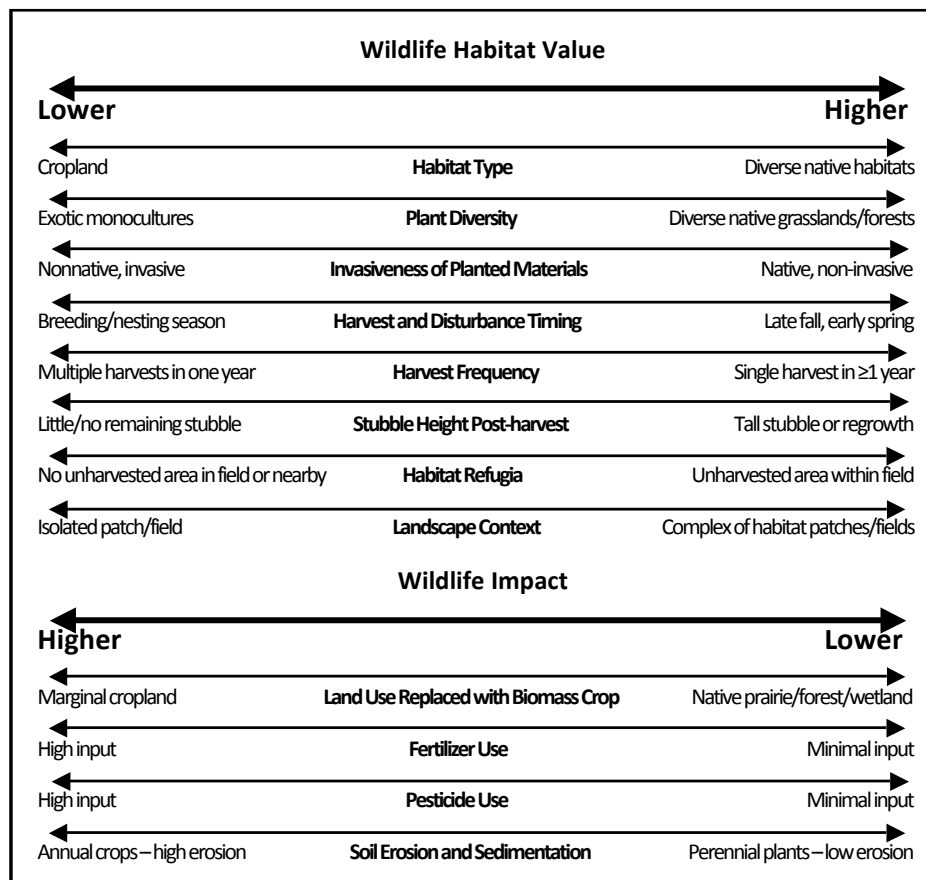 Wildlife Habitat Value
Lower Higher
Cropland Habitat Type Diverse native habitats
Exotic monocultures Plant Diversity Diverse native grasslands/forests
Nonnative, invasive Invasiveness of Planted Materials Native, non-invasive
Breeding/nesting season Harvest and Disturbance Timing Late fall, early spring
Multiple harvests in one year Harvest Frequency Single harvest in ≥1 year
Little/no remaining stubble Stubble Height Post-harvest Tall stubble or regrowth
No unharvested area in field or nearby Habitat Refugia Unharvested area within field
Isolated patch/field Landscape Context Complex of habitat patches/fields
Wildlife Impact
Higher Lower
Marginal cropland Land Use Replaced with Biomass Crop Native prairie/forest/wetland
High input Fertilizer Use Minimal input
High input Pesticide Use Minimal input
Annual crops – high erosion Soil Erosion and Sedimentation Perennial plants – low erosion